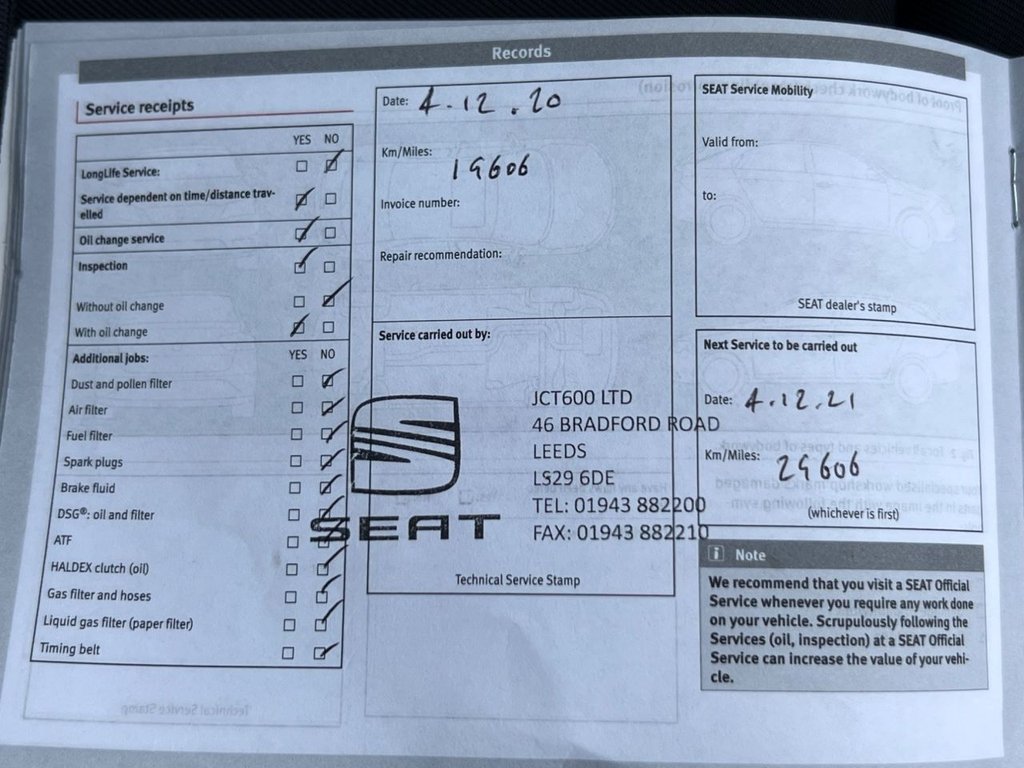 Records
Service receipts
YES NO
LongLife Service:
Service dependent on time/distance trav-
elled
Oil change service
Inspection
Without oil change
With oil change
Additional jobs: YES NO
Dust and pollen filter
Air filter
Fuel filter
Spark plugs
Brake fluid
DSG®: oil and filter
ATF
HALDEX clutch (oil)
Gas filter and hoses
Liquid gas filter (paper filter)
Timing belt
Date: 4.12.20
Km/Miles:
19606
Invoice number:
Repair recommendation:
Service carried out by:
SEAT
JCT600 LTD
46 BRADFORD ROAD
LEEDS
LS29 6DE
TEL: 01943 882200
FAX: 01943 882210
Technical Service Stamp
SEAT Service Mobility
Valid from:
to:
SEAT dealer's stamp
Next Service to be carried out
Date: 4.12.21
Km/Miles: 29606
(whichever is first)
i Note
We recommend that you visit a SEAT Official
Service whenever you require any work done
on your vehicle. Scrupulously following the
Services (oil, inspection) at a SEAT Official
Service can increase the value of your vehi-
cle.
Technical Service Stamp